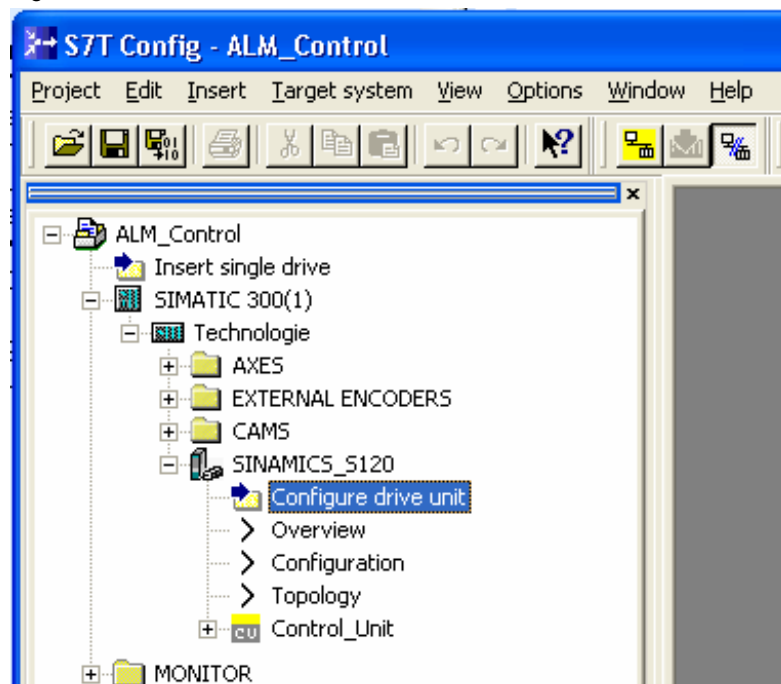 S7T Config - ALM_Control
Project Edit Insert Target system View Options Window Help
ALM_Control
Insert single drive
SIMATIC 300(1)
Technologie
AXES
EXTERNAL ENCODERS
CAMS
SINAMICS_S120
Configure drive unit
Overview
Configuration
Topology
CU Control_Unit
MONITOR